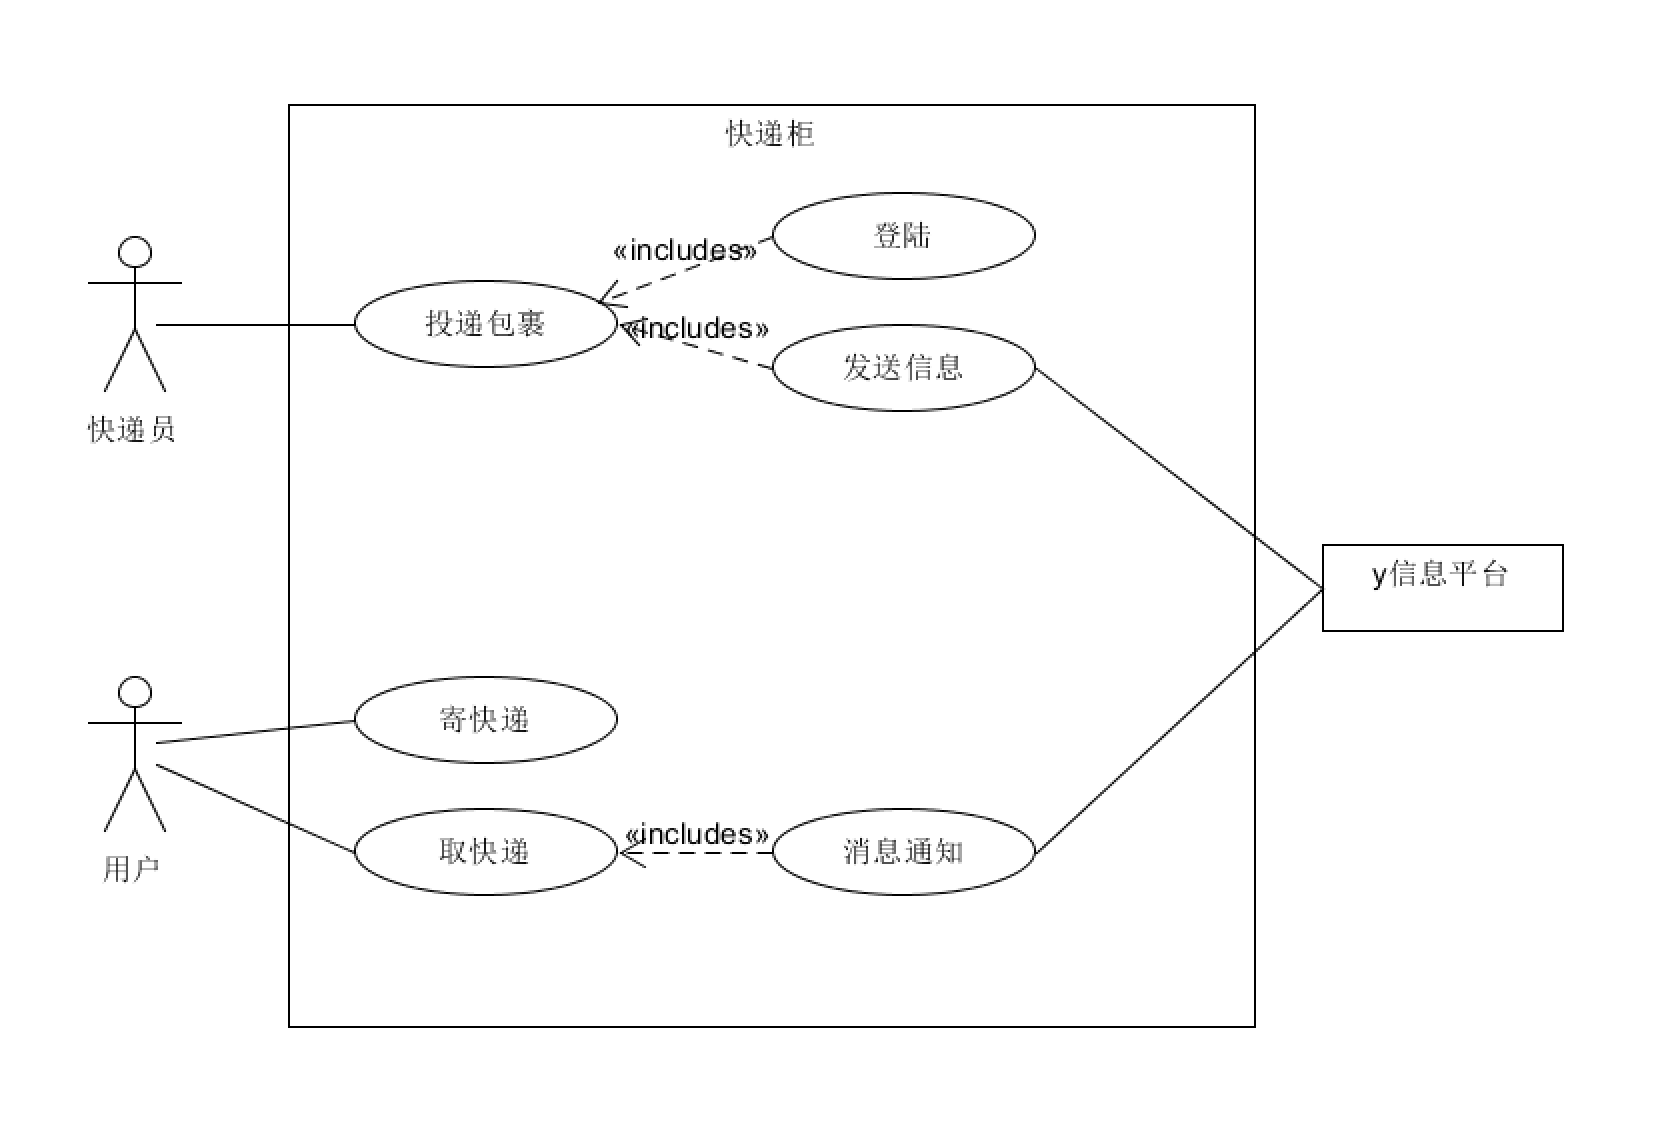 快递柜
登陆
«includes»
投递包裹
«includes»
发送信息
快递员
y信息平台
寄快递
取快递
«includes»
消息通知
用户